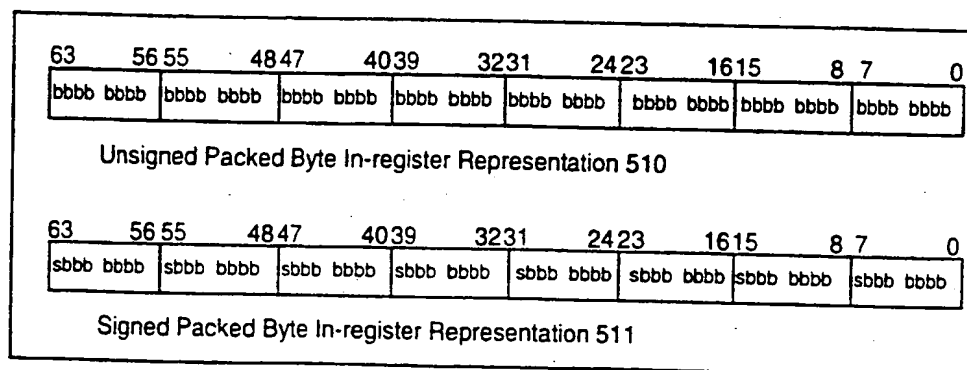 63 56 55 48 47 40 39 32 31 24 23 16 15 8 7 0
bbbb bbbb bbbb bbbb bbbb bbbb bbbb bbbb bbbb bbbb bbbb bbbb bbbb bbbb bbbb bbbb
Unsigned Packed Byte In-register Representation 510
63 56 55 48 47 40 39 32 31 24 23 16 15 8 7 0
sbbb bbbb sbbb bbbb sbbb bbbb sbbb bbbb sbbb bbbb sbbb bbbb sbbb bbbb sbbb bbbb
Signed Packed Byte In-register Representation 511